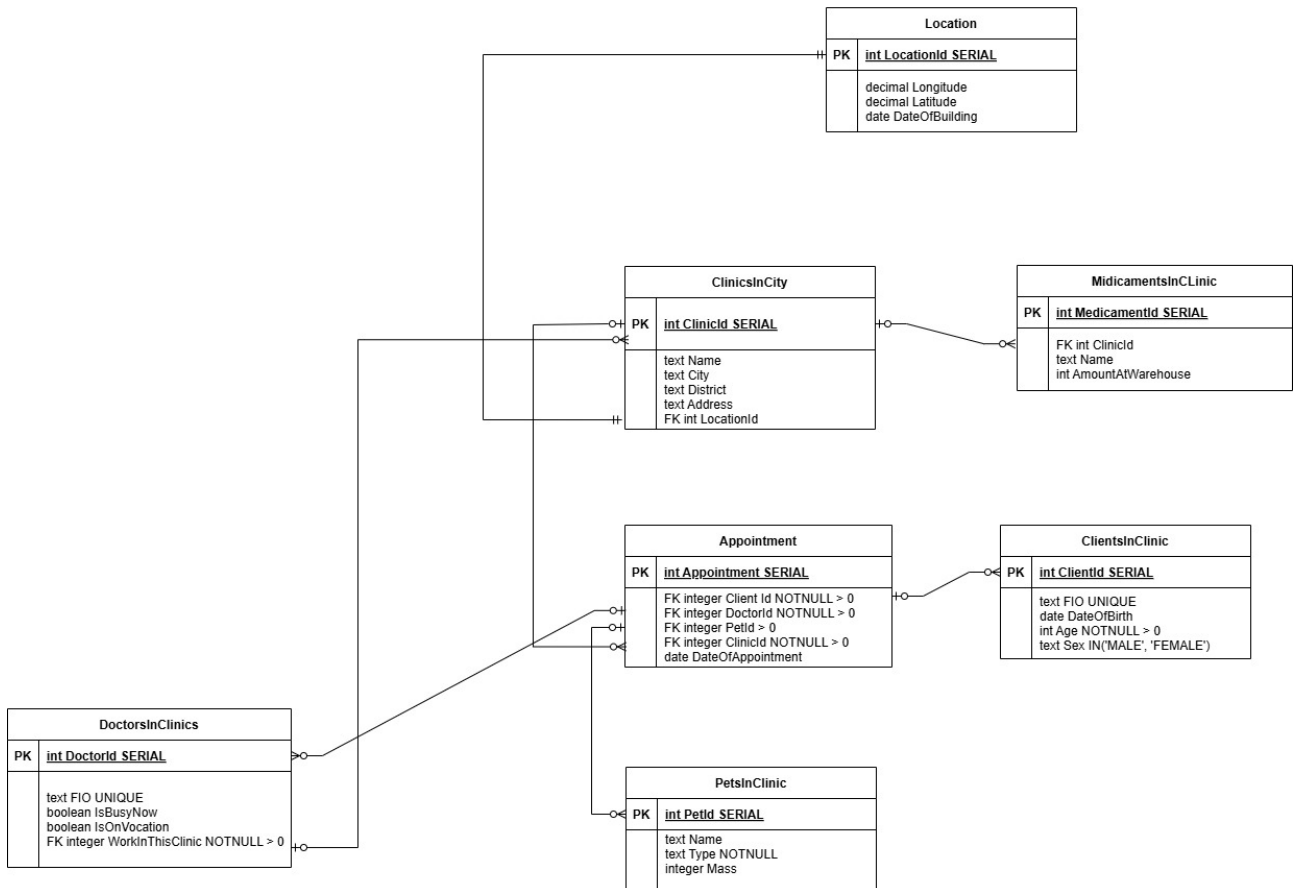 Location
PK int LocationId SERIAL
decimal Longitude
decimal Latitude
date DateOfBuilding
ClinicsInCity
PK int ClinicId SERIAL
text Name
text City
text District
text Address
FK int LocationId
MidicamentsInCLinic
PK int MedicamentId SERIAL
FK int ClinicId
text Name
int AmountAtWarehouse
Appointment
PK int Appointment SERIAL
FK integer Client Id NOTNULL > 0
FK integer DoctorId NOTNULL > 0
FK integer PetId > 0
FK integer ClinicId NOTNULL > 0
date DateOfAppointment
ClientsInClinic
PK int ClientId SERIAL
text FIO UNIQUE
date DateOfBirth
int Age NOTNULL > 0
text Sex IN('MALE', 'FEMALE')
DoctorsInClinics
PK int DoctorId SERIAL
text FIO UNIQUE
boolean IsBusyNow
boolean IsOnVocation
FK integer WorkInThisClinic NOTNULL > 0
PetsInClinic
PK int PetId SERIAL
text Name
text Type NOTNULL
integer Mass